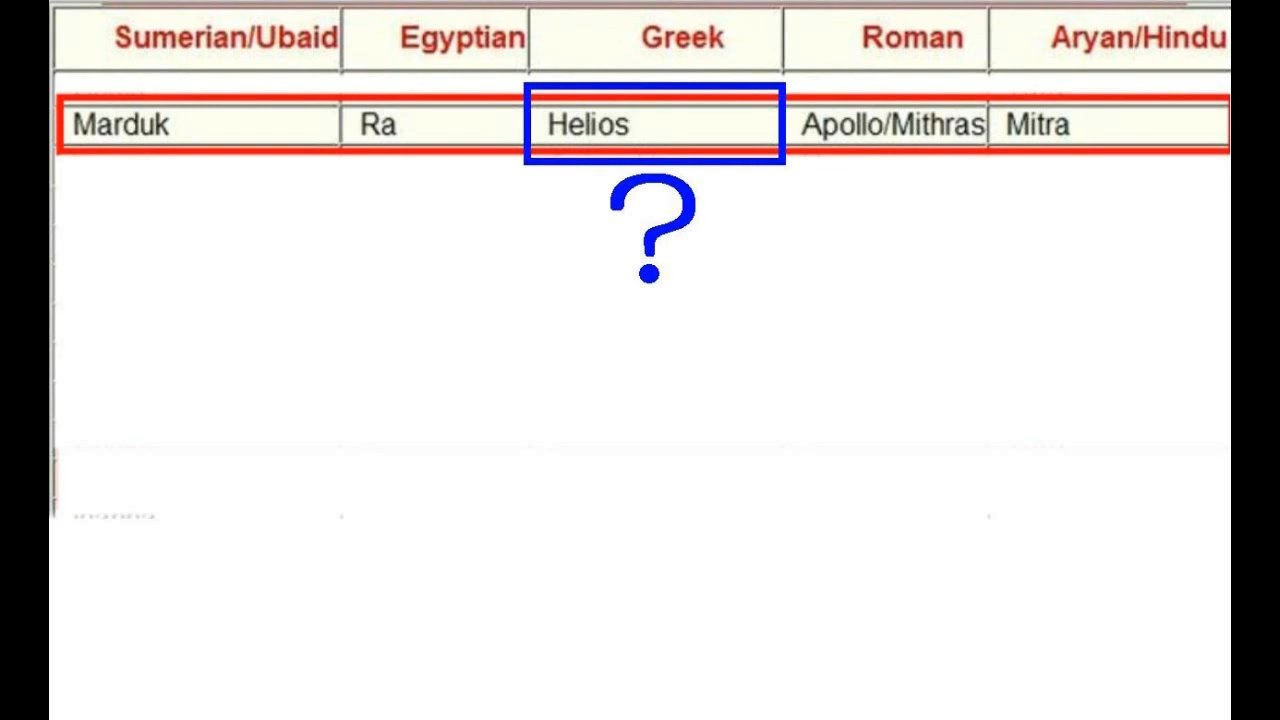 Sumerian/Ubaid Egyptian Greek Roman Aryan/Hindu
Marduk Ra Helios Apollo/Mithras Mitra
?